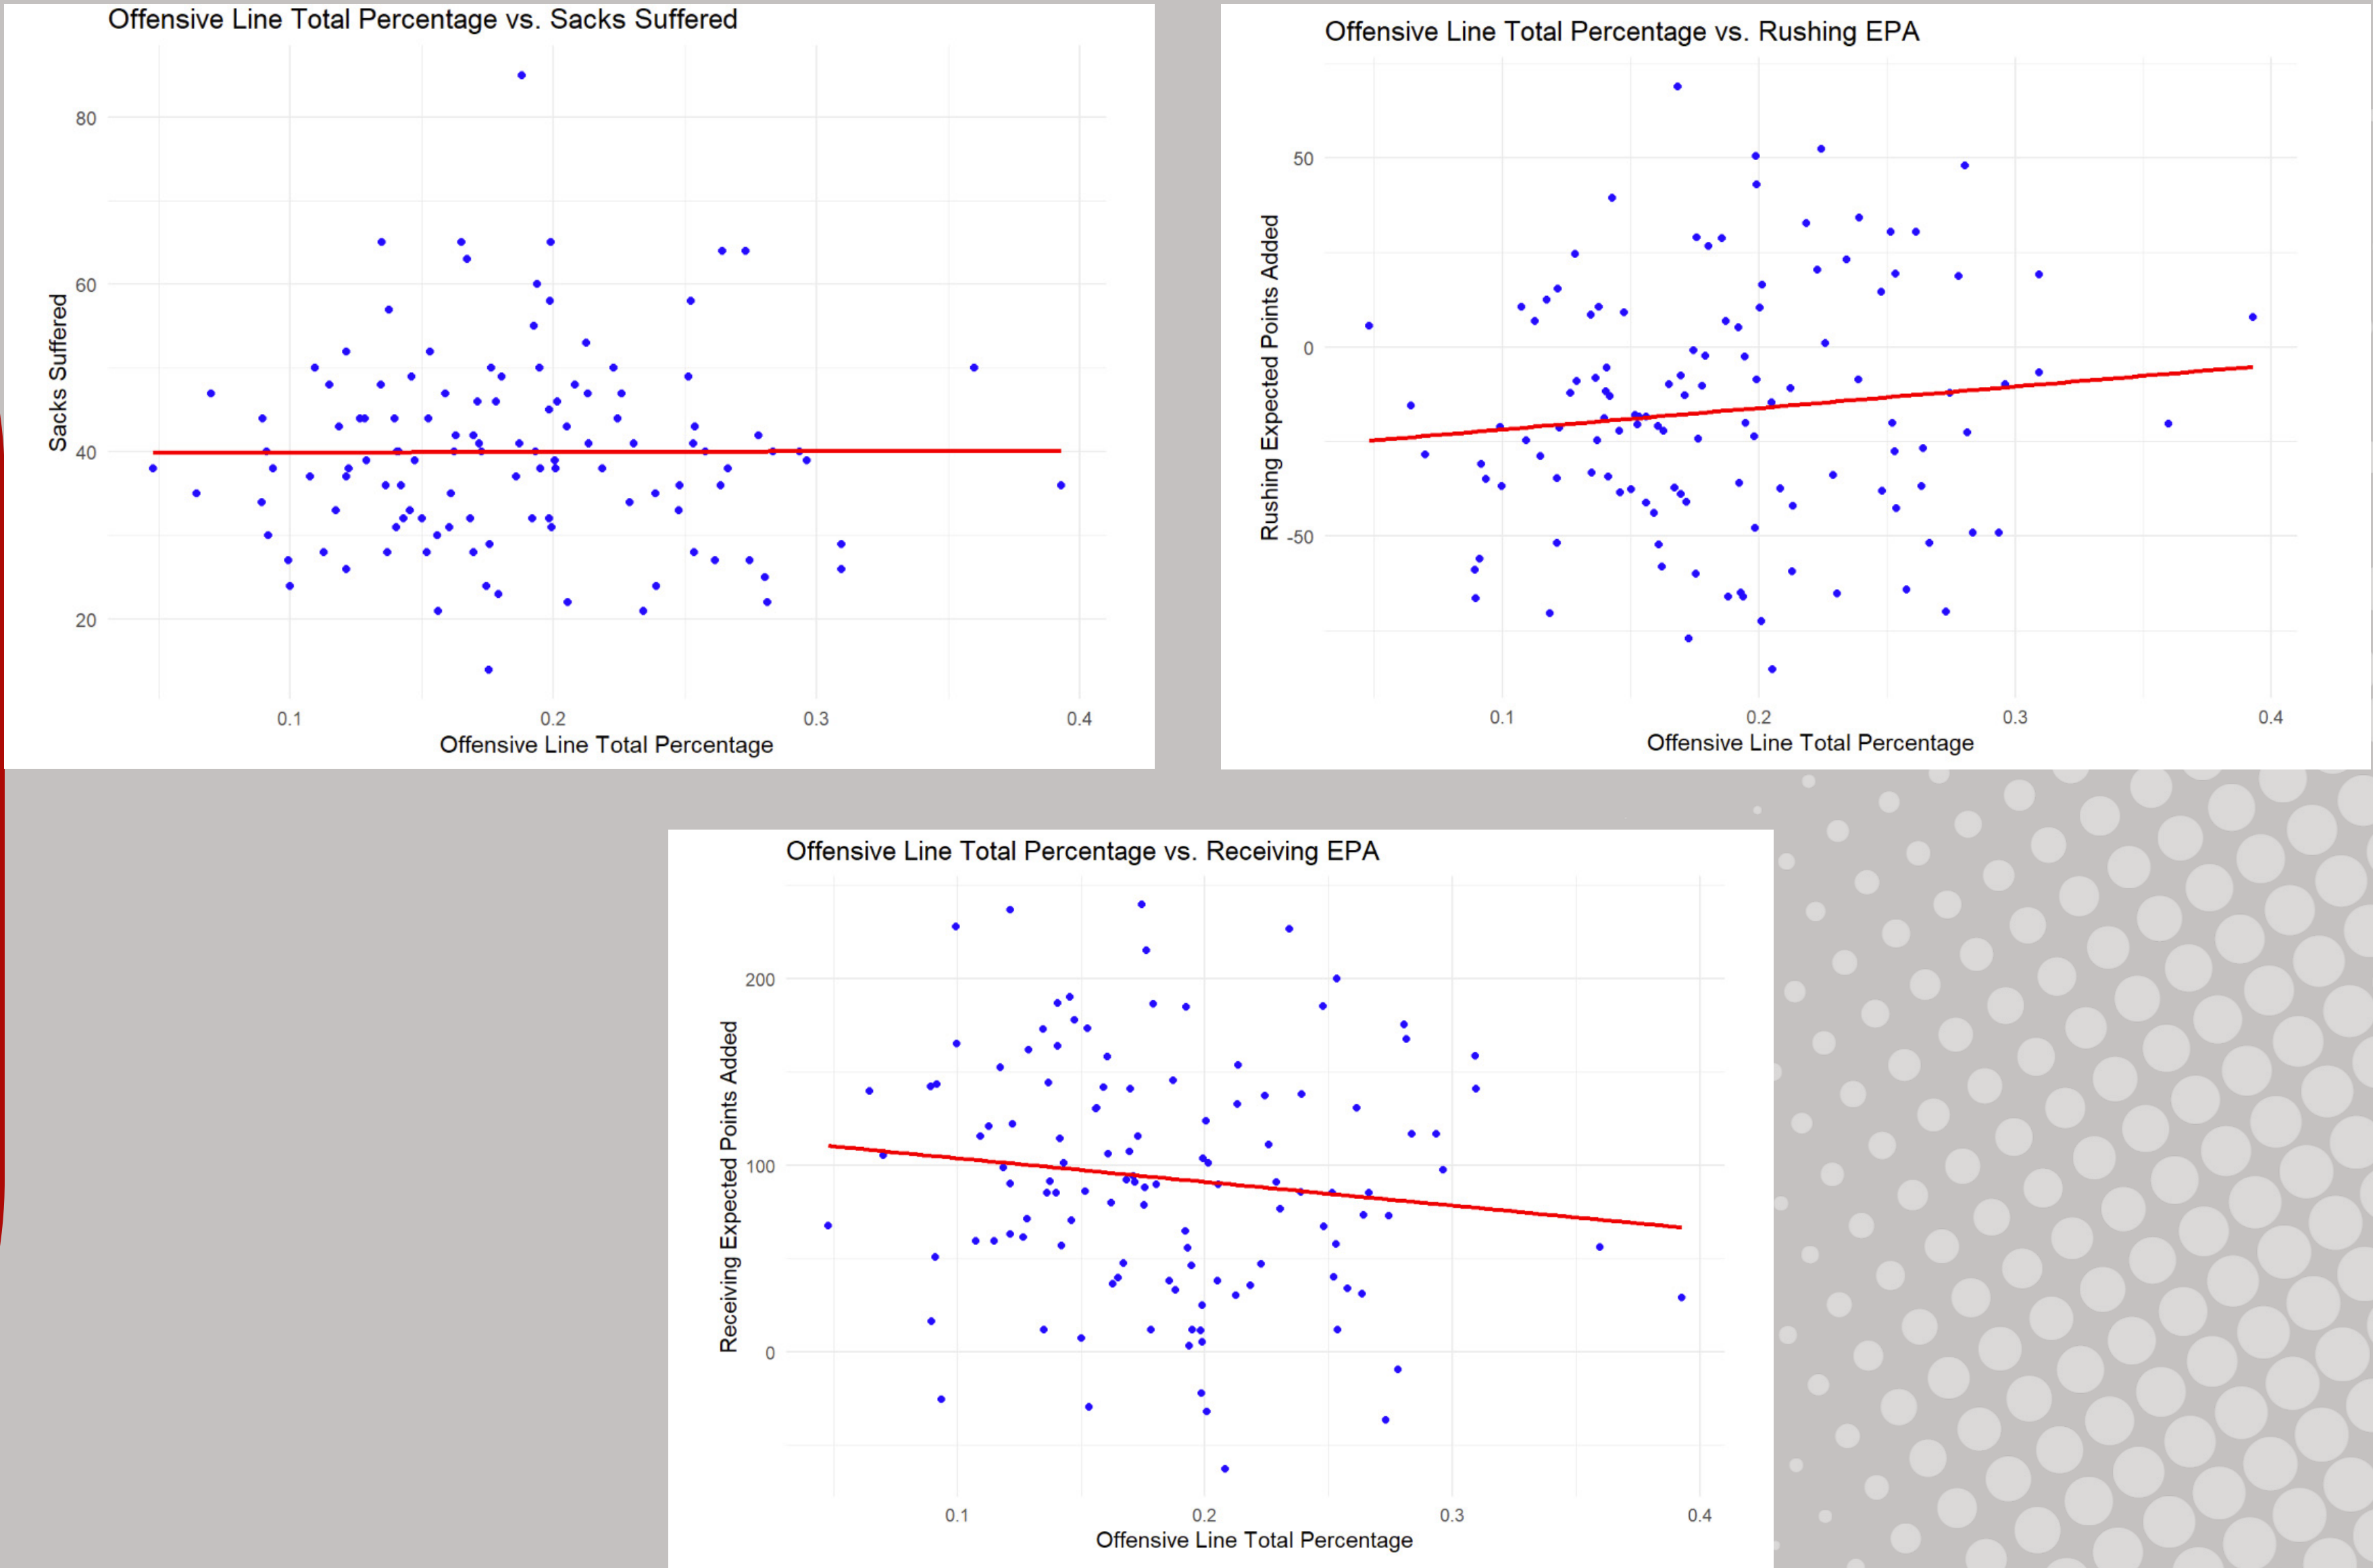 Offensive Line Total Percentage vs. Sacks Suffered
Sacks Suffered
80
60
40
20
0.1
0.2
0.3
0.4
Offensive Line Total Percentage
Offensive Line Total Percentage vs. Rushing EPA
Rushing Expected Points Added
50
0
-50
0.1
0.2
0.3
0.4
Offensive Line Total Percentage
Offensive Line Total Percentage vs. Receiving EPA
Receiving Expected Points Added
200
100
0
0.1
0.2
0.3
0.4
Offensive Line Total Percentage